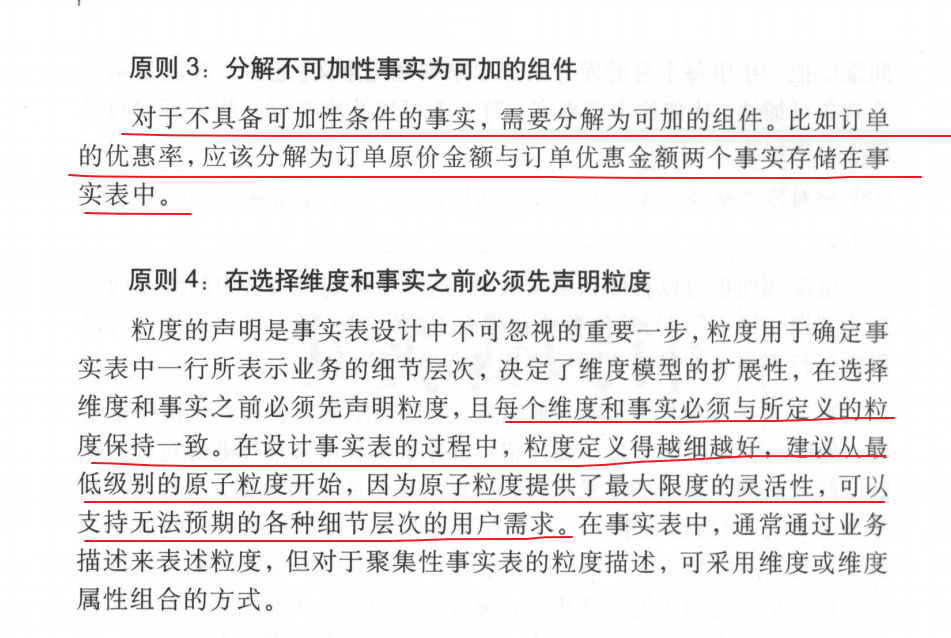 原则 3：分解不可加性事实为可加的组件
对于不具备可加性条件的事实，需要分解为可加的组件。比如订单
的优惠率，应该分解为订单原价金额与订单优惠金额两个事实存储在事
实表中。
原则 4：在选择维度和事实之前必须先声明粒度
粒度的声明是事实表设计中不可忽视的重要一步，粒度用于确定事
实表中一行所表示业务的细节层次，决定了维度模型的扩展性，在选择
维度和事实之前必须先声明粒度，且每个维度和事实必须与所定义的粒
度保持一致。在设计事实表的过程中，粒度定义得越细越好，建议从最
低级别的原子粒度开始，因为原子粒度提供了最大限度的灵活性，可以
支持无法预期的各种细节层次的用户需求。在事实表中，通常通过业务
描述来表述粒度，但对于聚集性事实表的粒度描述，可采用维度或维度
属性组合的方式。